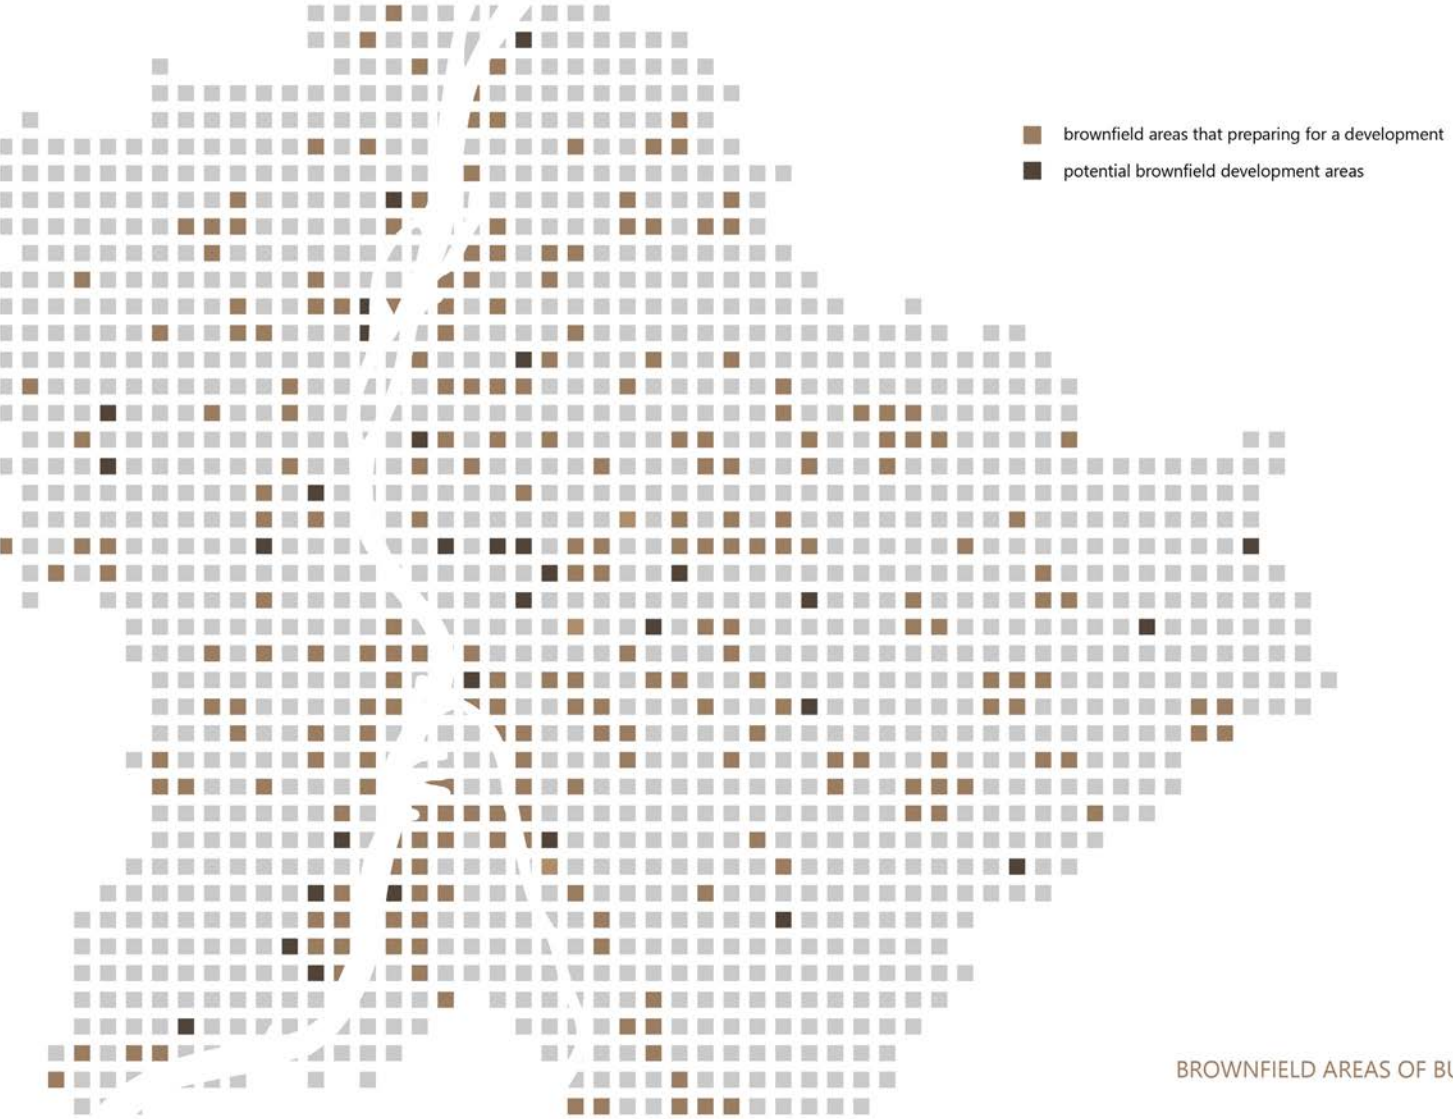 brownfield areas that preparing for a development
potential brownfield development areas
BROWNFIELD AREAS OF